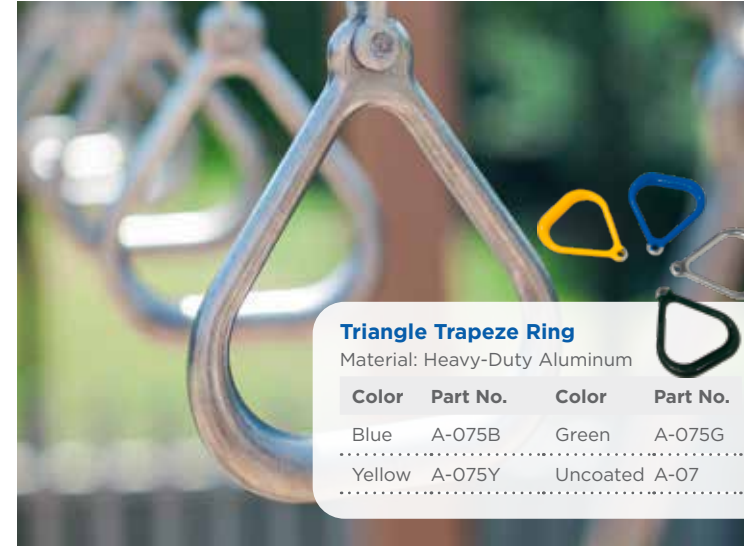 Triangle Trapeze Ring
Material: Heavy-Duty Aluminum
Color Part No. Color Part No.
Blue A-075B Green A-075G
Yellow A-075Y Uncoated A-07